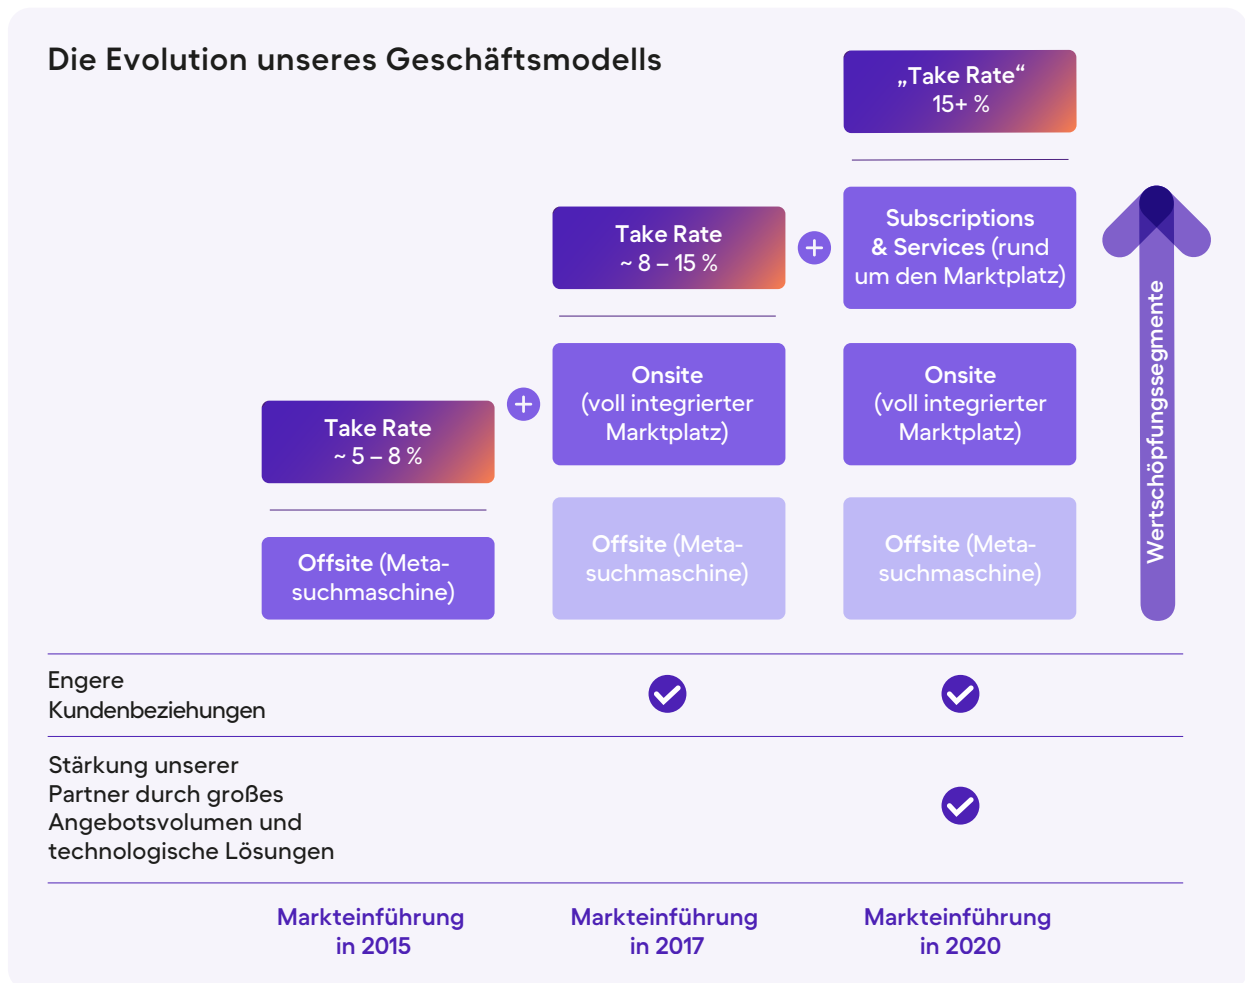 Die Evolution unseres Geschäftsmodells
„Take Rate“
15+ %
Subscriptions
& Services (rund
um den Marktplatz)
Take Rate
~ 8 – 15 %
Onsite
(voll integrierter
Marktplatz)
Onsite
(voll integrierter
Marktplatz)
Take Rate
~ 5 – 8 %
Offsite (Meta-
suchmaschine)
Offsite (Meta-
suchmaschine)
Offsite (Meta-
suchmaschine)
Wertschöpfungssegmente
Engere
Kundenbeziehungen
Stärkung unserer
Partner durch großes
Angebotsvolumen und
technologische Lösungen
Markteinführung
in 2015
Markteinführung
in 2017
Markteinführung
in 2020